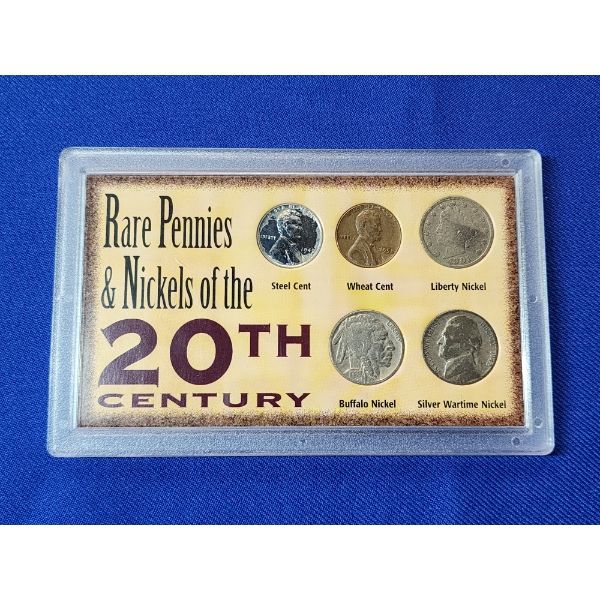 Rare Pennies
& Nickels of the
20TH
CENTURY
Steel Cent
Wheat Cent
Liberty Nickel
Buffalo Nickel
Silver Wartime Nickel